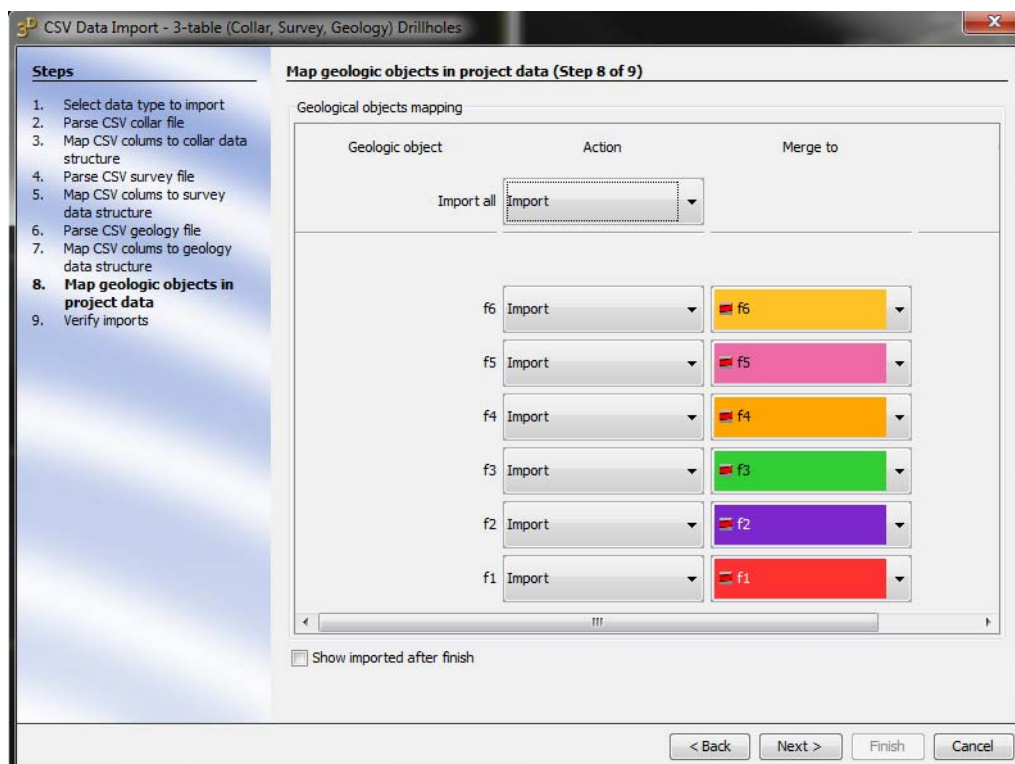 CSV Data Import - 3-table (Collar, Survey, Geology) Drillholes
Steps
1. Select data type to import
2. Parse CSV collar file
3. Map CSV colums to collar data
structure
4. Parse CSV survey file
5. Map CSV colums to survey
data structure
6. Parse CSV geology file
7. Map CSV colums to geology
data structure
8. Map geologic objects in
project data
9. Verify imports
Map geologic objects in project data (Step 8 of 9)
Geological objects mapping
Geologic object Action Merge to
Import all Import
f6 Import f6
f5 Import f5
f4 Import f4
f3 Import f3
f2 Import f2
f1 Import f1
Show imported after finish
< Back Next > Finish Cancel